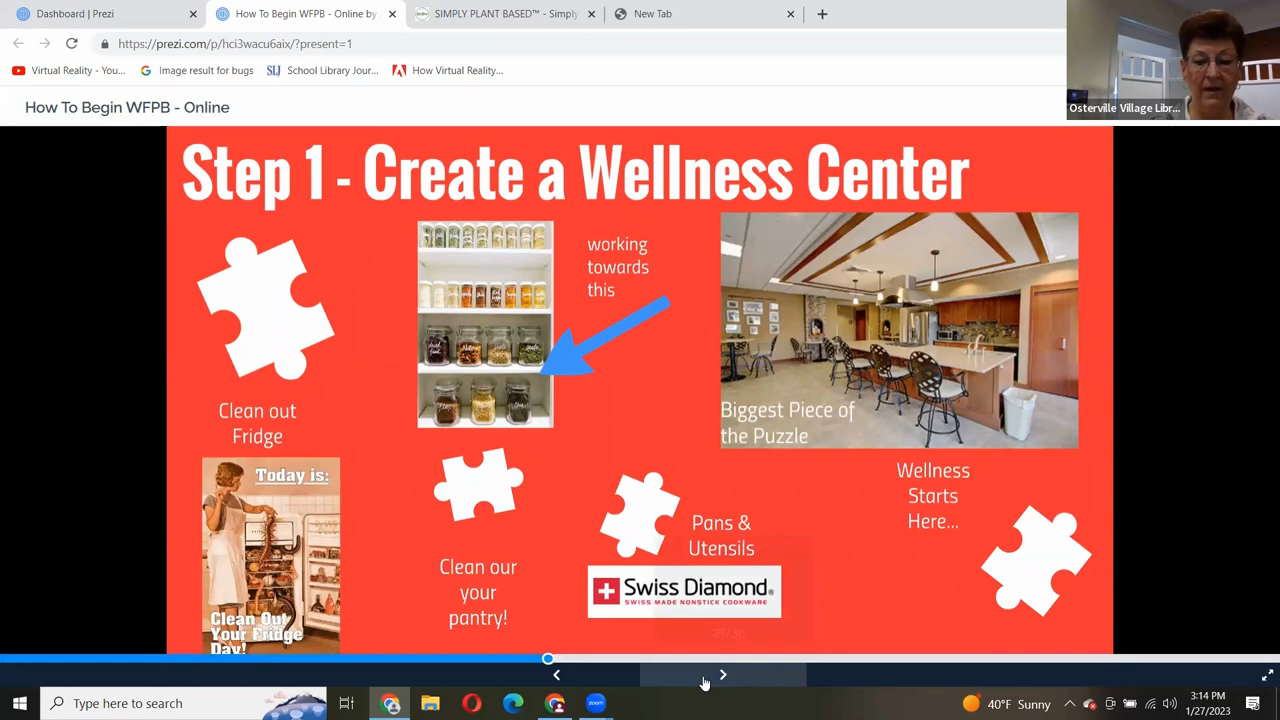 Dashboard | Prezi
How To Begin WFPB - Online by
SIMPLY PLANT BASED™ - Simply
New Tab
https://prezi.com/p/hci3wacu6aix/?present=1
Virtual Reality - You...
Image result for bugs
School Library Jour...
How Virtual Reality...
Osterville Village Libr...
How To Begin WFPB - Online
Step 1 - Create a Wellness Center
working
towards
this
Biggest Piece of
the Puzzle
Clean out
Fridge
Wellness
Starts
Here...
Today is:
Clean Out
Your Fridge
Day!
Clean our
your
pantry!
Pans &
Utensils
Swiss Diamond®
SWISS MADE NONSTICK COOKWARE
21/36
Type here to search
40°F Sunny
3:14 PM
1/27/2023